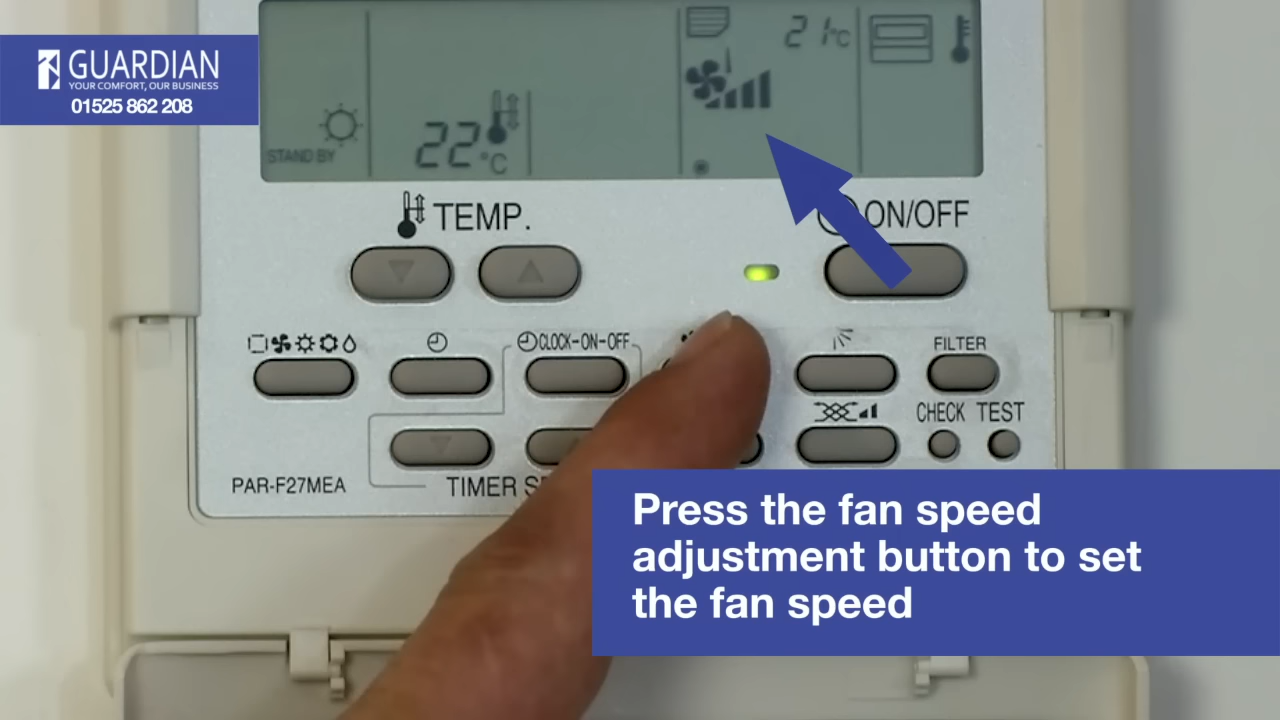 GUARDIAN
YOUR COMFORT, OUR BUSINESS
01525 862 208
21°C
22°C
STAND BY
TEMP.
ON/OFF
CLOCK-ON-OFF
FILTER
CHECK TEST
PAR-F27MEA
TIMER
Press the fan speed
adjustment button to set
the fan speed